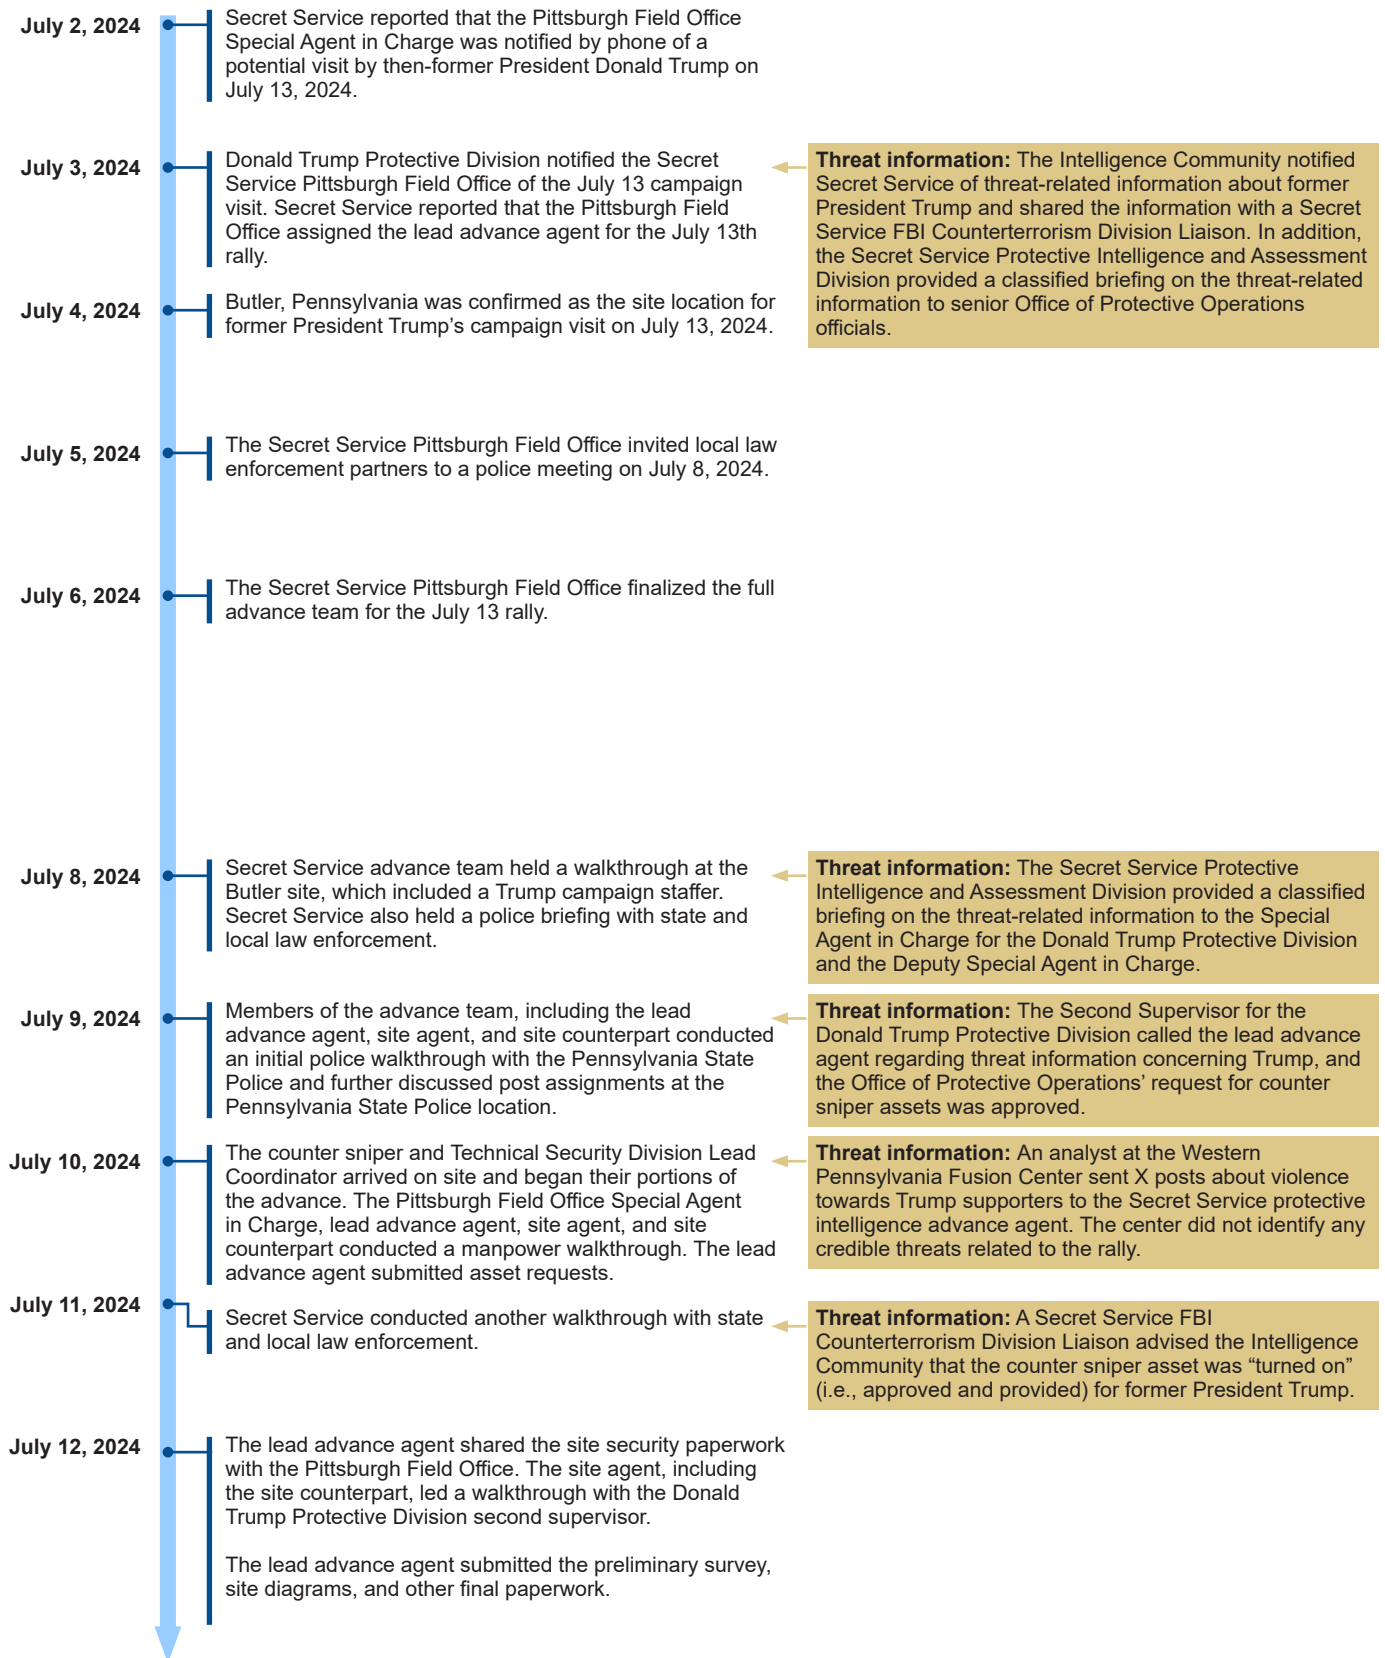 July 2, 2024
Secret Service reported that the Pittsburgh Field Office
Special Agent in Charge was notified by phone of a
potential visit by then-former President Donald Trump on
July 13, 2024.
July 3, 2024
Donald Trump Protective Division notified the Secret
Service Pittsburgh Field Office of the July 13 campaign
visit. Secret Service reported that the Pittsburgh Field
Office assigned the lead advance agent for the July 13th
rally.
Threat information: The Intelligence Community notified
Secret Service of threat-related information about former
President Trump and shared the information with a Secret
Service FBI Counterterrorism Division Liaison. In addition,
the Secret Service Protective Intelligence and Assessment
Division provided a classified briefing on the threat-related
information to senior Office of Protective Operations
officials.
July 4, 2024
Butler, Pennsylvania was confirmed as the site location for
former President Trump’s campaign visit on July 13, 2024.
July 5, 2024
The Secret Service Pittsburgh Field Office invited local law
enforcement partners to a police meeting on July 8, 2024.
July 6, 2024
The Secret Service Pittsburgh Field Office finalized the full
advance team for the July 13 rally.
July 8, 2024
Secret Service advance team held a walkthrough at the
Butler site, which included a Trump campaign staffer.
Secret Service also held a police briefing with state and
local law enforcement.
Threat information: The Secret Service Protective
Intelligence and Assessment Division provided a classified
briefing on the threat-related information to the Special
Agent in Charge for the Donald Trump Protective Division
and the Deputy Special Agent in Charge.
July 9, 2024
Members of the advance team, including the lead
advance agent, site agent, and site counterpart conducted
an initial police walkthrough with the Pennsylvania State
Police and further discussed post assignments at the
Pennsylvania State Police location.
Threat information: The Second Supervisor for the
Donald Trump Protective Division called the lead advance
agent regarding threat information concerning Trump, and
the Office of Protective Operations’ request for counter
sniper assets was approved.
July 10, 2024
The counter sniper and Technical Security Division Lead
Coordinator arrived on site and began their portions of
the advance. The Pittsburgh Field Office Special Agent
in Charge, lead advance agent, site agent, and site
counterpart conducted a manpower walkthrough. The lead
advance agent submitted asset requests.
Threat information: An analyst at the Western
Pennsylvania Fusion Center sent X posts about violence
towards Trump supporters to the Secret Service protective
intelligence advance agent. The center did not identify any
credible threats related to the rally.
July 11, 2024
Secret Service conducted another walkthrough with state
and local law enforcement.
Threat information: A Secret Service FBI
Counterterrorism Division Liaison advised the Intelligence
Community that the counter sniper asset was “turned on”
(i.e., approved and provided) for former President Trump.
July 12, 2024
The lead advance agent shared the site security paperwork
with the Pittsburgh Field Office. The site agent, including
the site counterpart, led a walkthrough with the Donald
Trump Protective Division second supervisor.
The lead advance agent submitted the preliminary survey,
site diagrams, and other final paperwork.